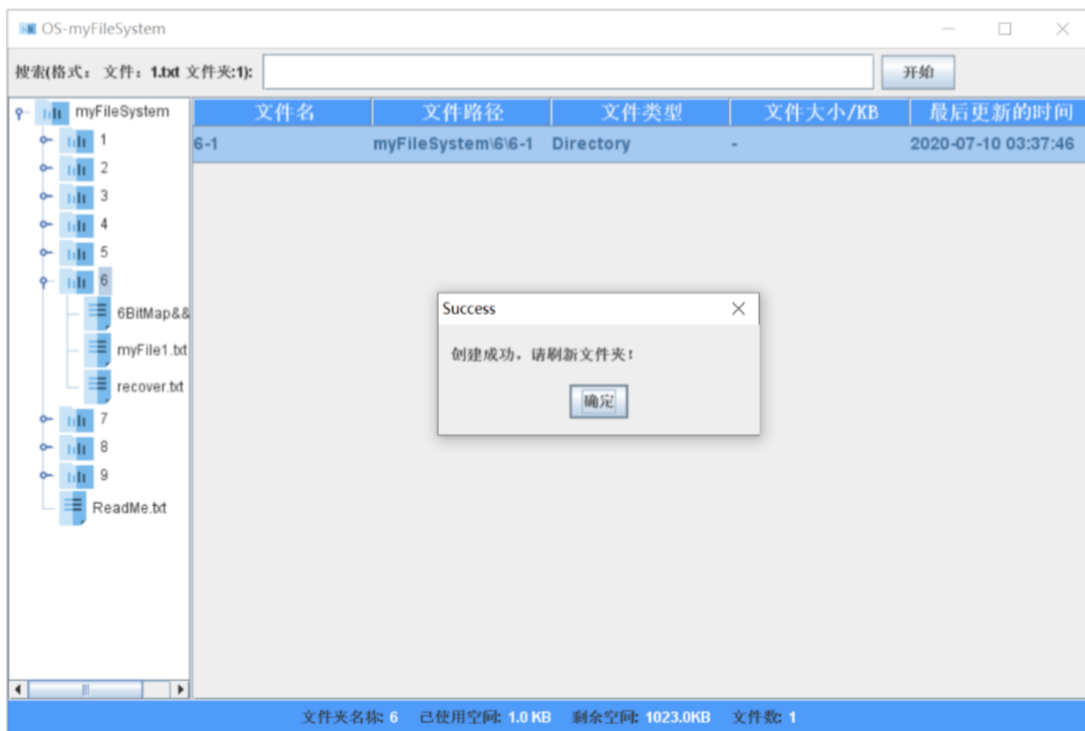 OS-myFileSystem
搜索(格式： 文件：1.txt 文件夹:1):
开始
myFileSystem
1
2
3
4
5
6
6BitMap&&
myFile1.txt
recover.txt
7
8
9
ReadMe.txt
文件名 文件路径 文件类型 文件大小/KB 最后更新的时间
6-1 myFileSystem\6\6-1 Directory - 2020-07-10 03:37:46
Success
创建成功，请刷新文件夹！
确定
文件夹名称: 6 已使用空间: 1.0 KB 剩余空间: 1023.0KB 文件数: 1